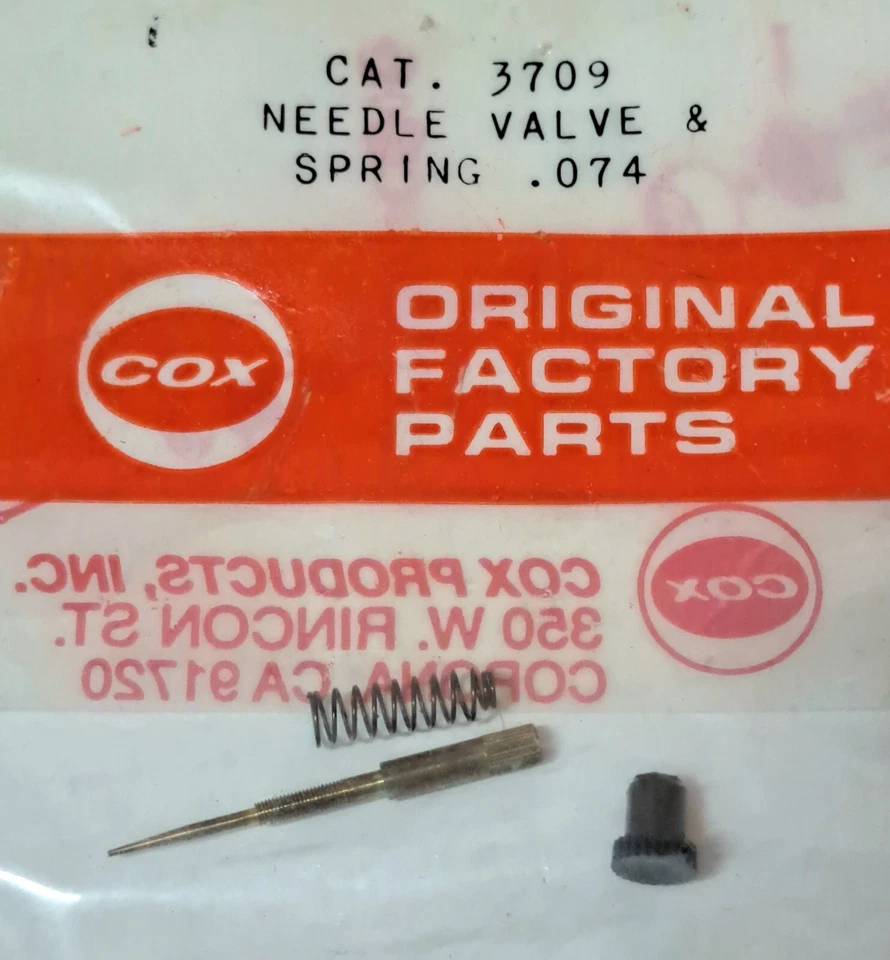 CAT. 3709
NEEDLE VALVE &
SPRING .074
COX
ORIGINAL
FACTORY
PARTS
COX PRODUCTS, INC.
350 W. RINCON ST.
CORONA, CA 91720
COX